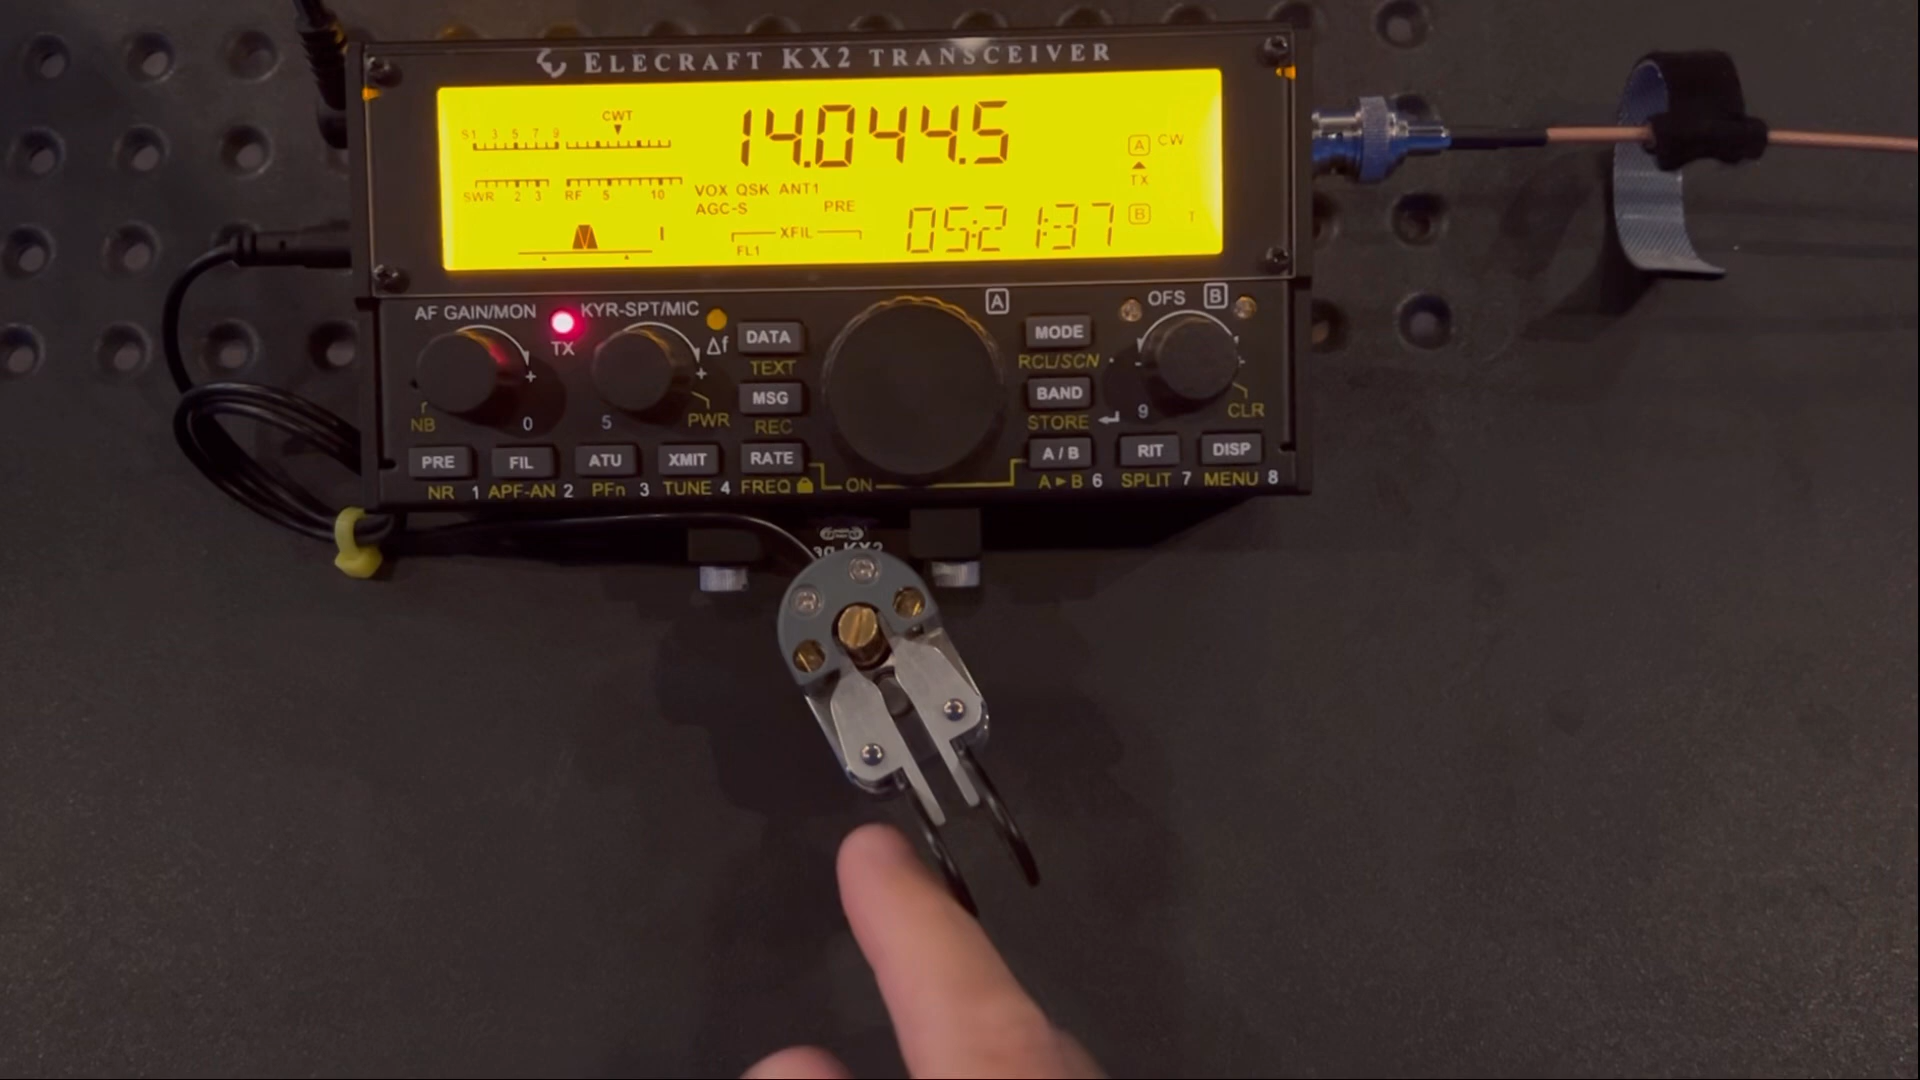 ELECRAFT KX2 TRANSCEIVER
CWT
S1 3 5 7 9
14.044.5
A CW
TX
SWR 2 3 RF 5 10
VOX QSK ANT1
AGC-S PRE
XFIL
FL1
05:21:37
B T
I
AF GAIN/MON
TX
KYR-SPT/MIC
Δf
+
+
NB
0
5
PWR
DATA
TEXT
MSG
REC
RATE
FREQ
ON
A
MODE
RCL/SCN
BAND
STORE
A / B
A►B 6
OFS B
-
9
CLR
RIT
SPLIT 7
DISP
MENU 8
PRE
NR 1
FIL
APF-AN 2
ATU
PFn 3
XMIT
TUNE 4